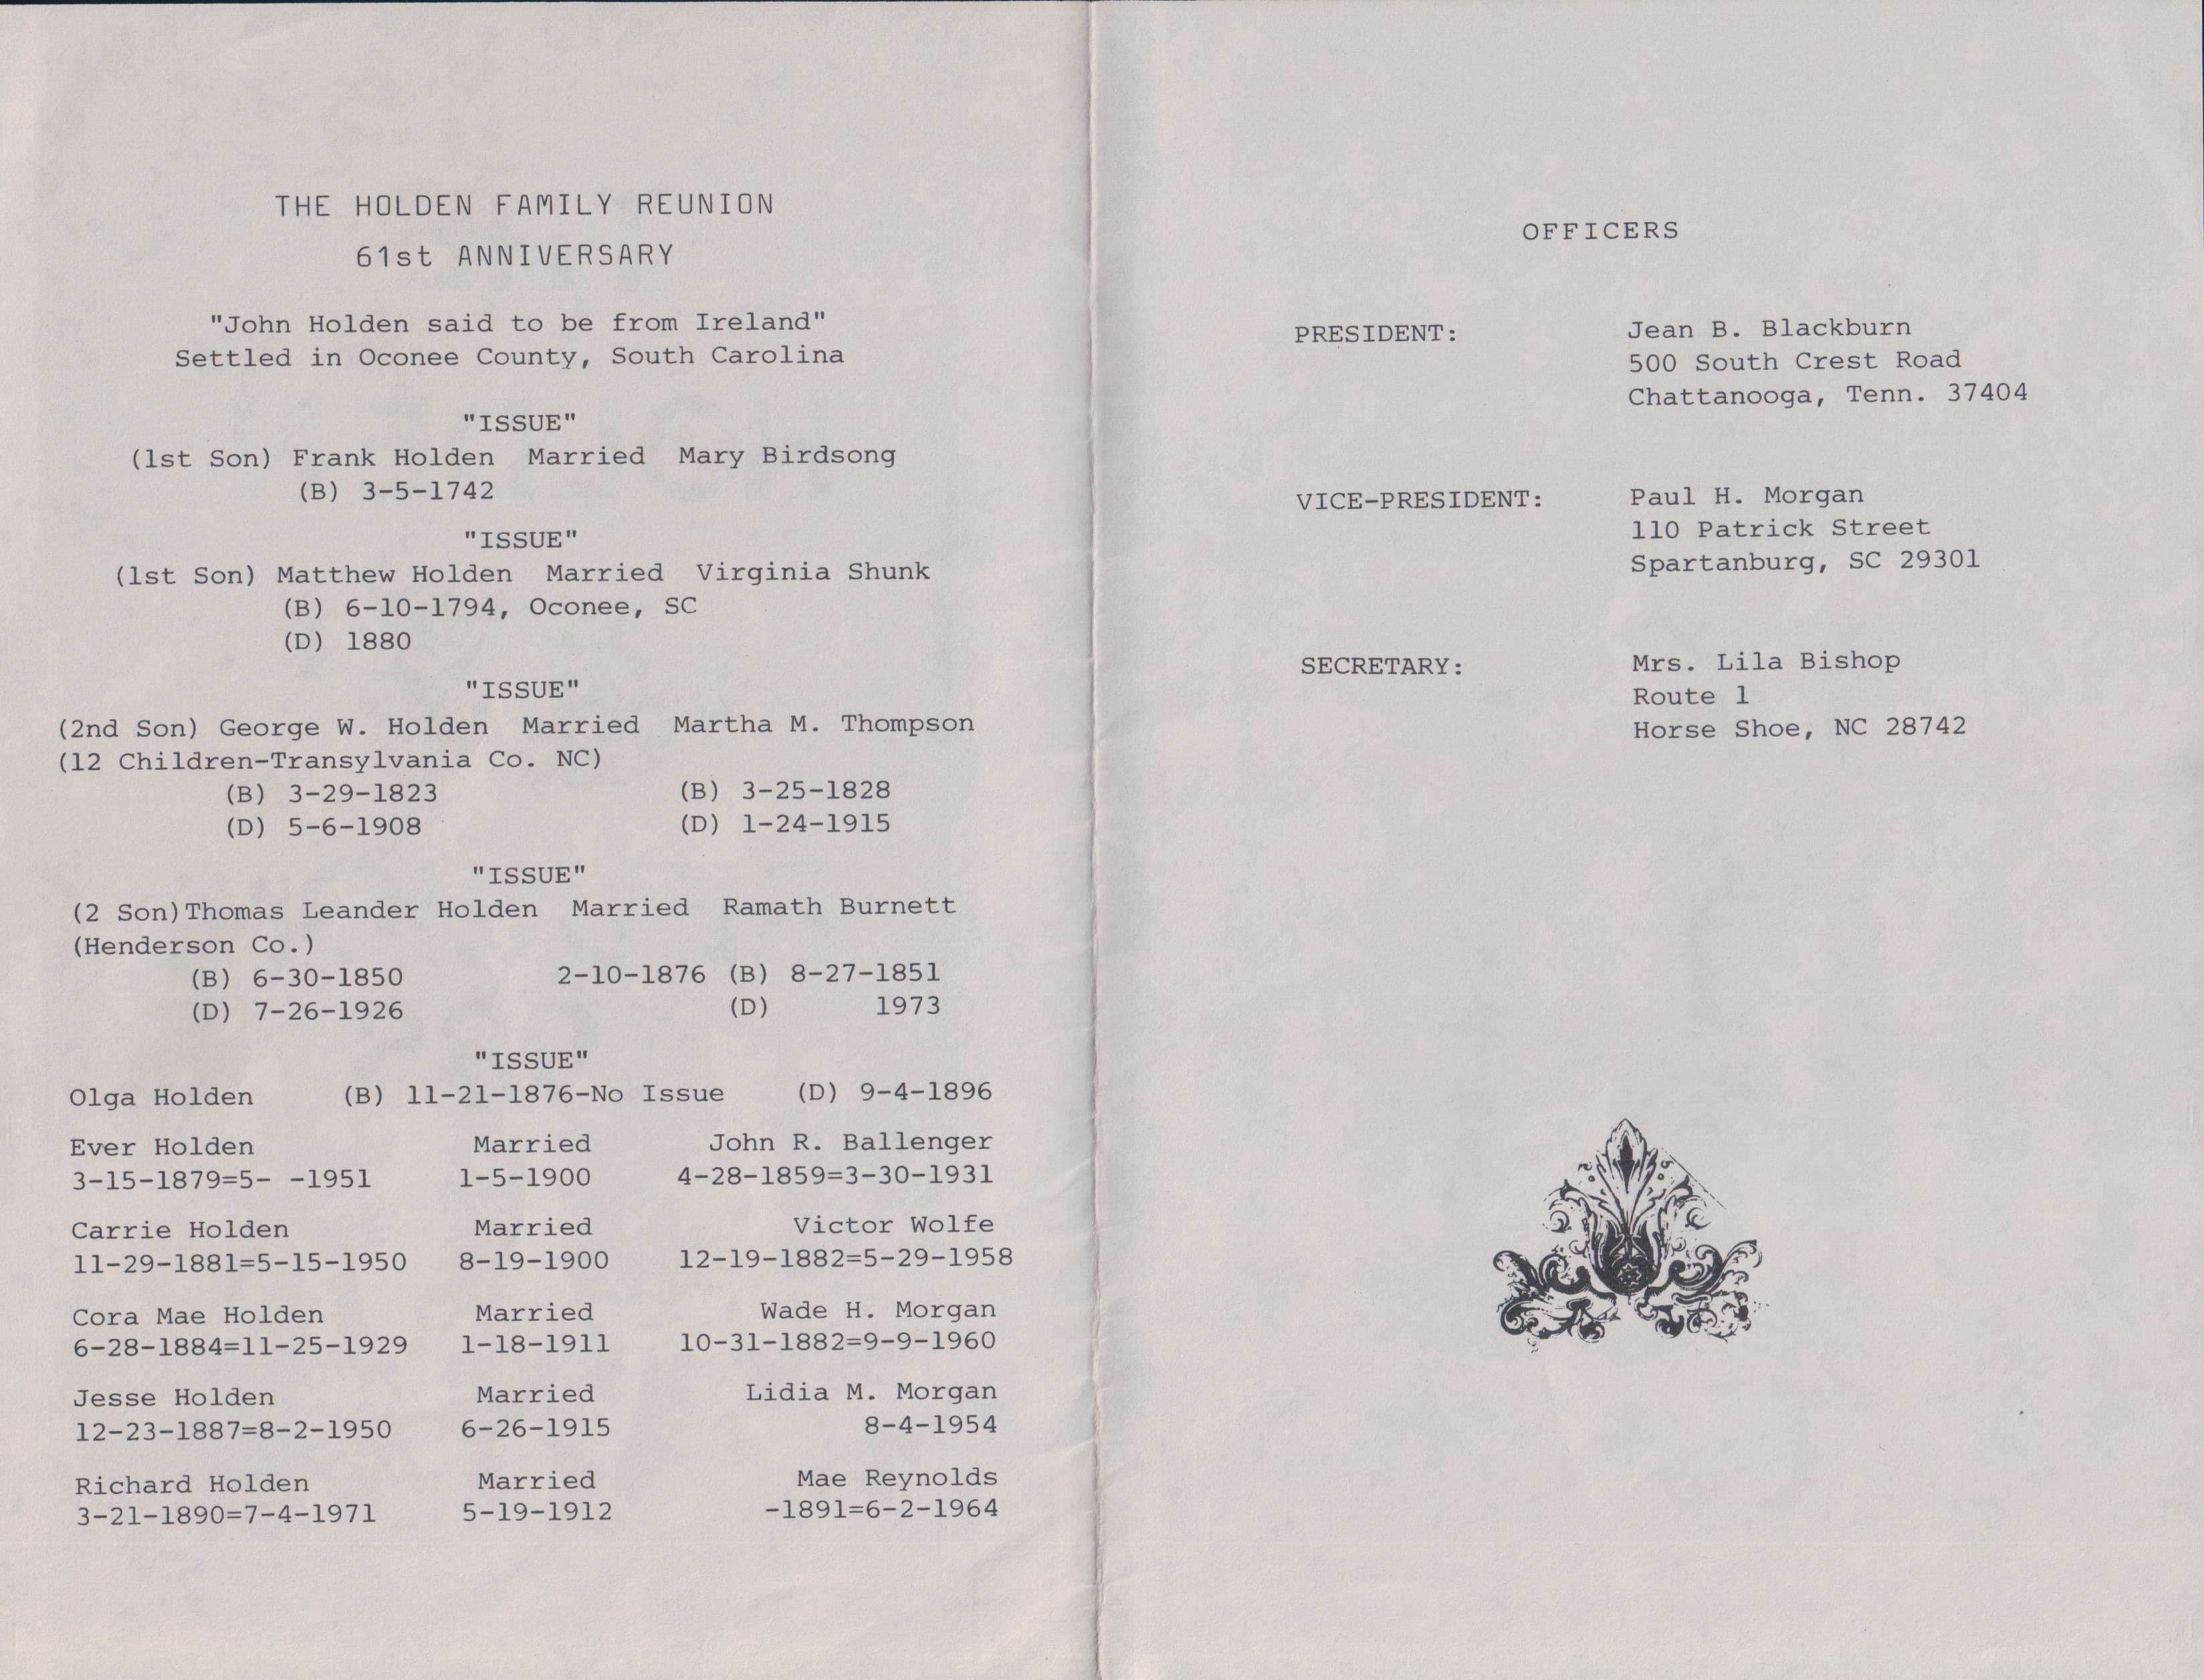 THE HOLDEN FAMILY REUNION
61st ANNIVERSARY
"John Holden said to be from Ireland"
Settled in Oconee County, South Carolina
"ISSUE"
(1st Son) Frank Holden Married Mary Birdsong
(B) 3-5-1742
"ISSUE"
(1st Son) Matthew Holden Married Virginia Shunk
(B) 6-10-1794, Oconee, SC
(D) 1880
"ISSUE"
(2nd Son) George W. Holden Married Martha M. Thompson
(12 Children-Transylvania Co. NC)
(B) 3-29-1823 (B) 3-25-1828
(D) 5-6-1908 (D) 1-24-1915
"ISSUE"
(2 Son) Thomas Leander Holden Married Ramath Burnett
(Henderson Co.)
(B) 6-30-1850 2-10-1876 (B) 8-27-1851
(D) 7-26-1926 (D) 1973
"ISSUE"
Olga Holden (B) 11-21-1876-No Issue (D) 9-4-1896
Ever Holden Married John R. Ballenger
3-15-1879=5- -1951 1-5-1900 4-28-1859=3-30-1931
Carrie Holden Married Victor Wolfe
11-29-1881=5-15-1950 8-19-1900 12-19-1882=5-29-1958
Cora Mae Holden Married Wade H. Morgan
6-28-1884=11-25-1929 1-18-1911 10-31-1882=9-9-1960
Jesse Holden Married Lidia M. Morgan
12-23-1887=8-2-1950 6-26-1915 8-4-1954
Richard Holden Married Mae Reynolds
3-21-1890=7-4-1971 5-19-1912 -1891=6-2-1964
OFFICERS
PRESIDENT: Jean B. Blackburn
500 South Crest Road
Chattanooga, Tenn. 37404
VICE-PRESIDENT: Paul H. Morgan
110 Patrick Street
Spartanburg, SC 29301
SECRETARY: Mrs. Lila Bishop
Route 1
Horse Shoe, NC 28742